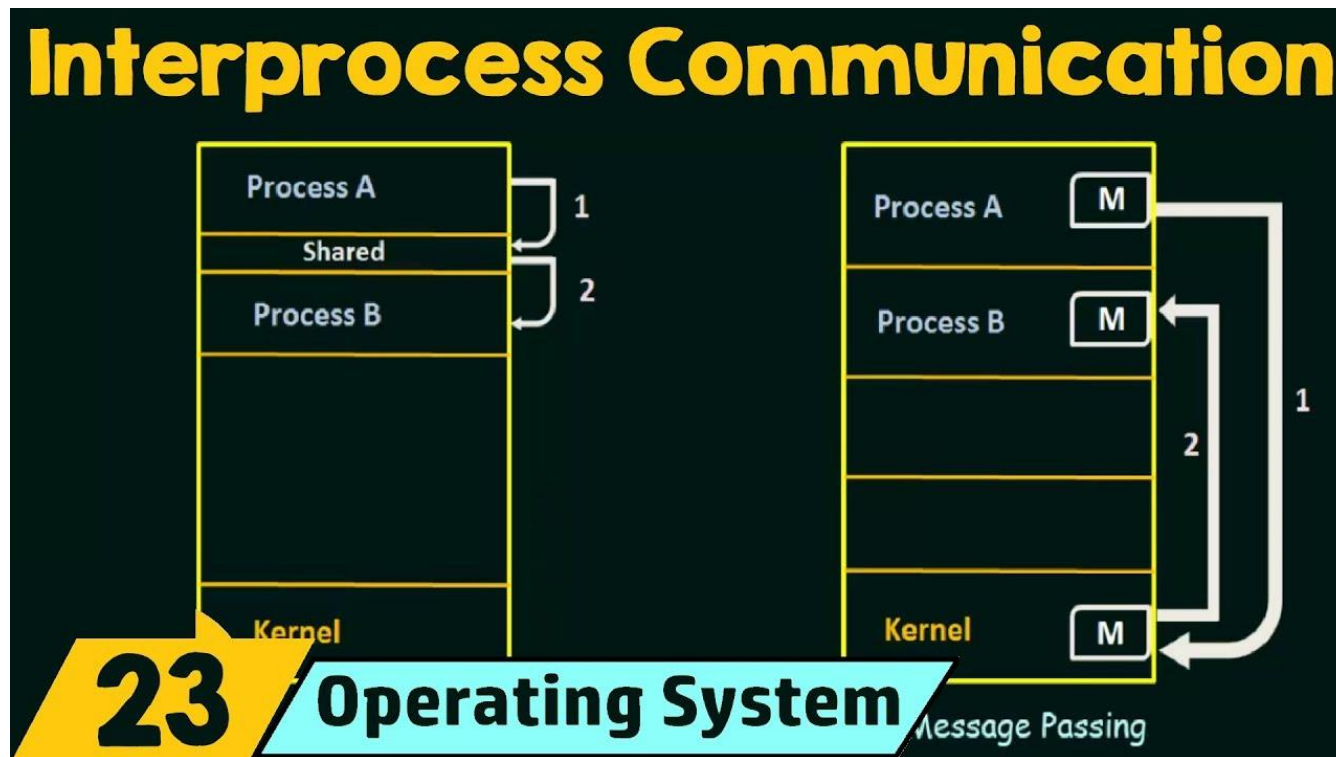 Interprocess Communication
Process A
1
Shared
2
Process B
Kernel
Process A
M
Process B
M
1
2
Kernel
M
Message Passing
23
Operating System